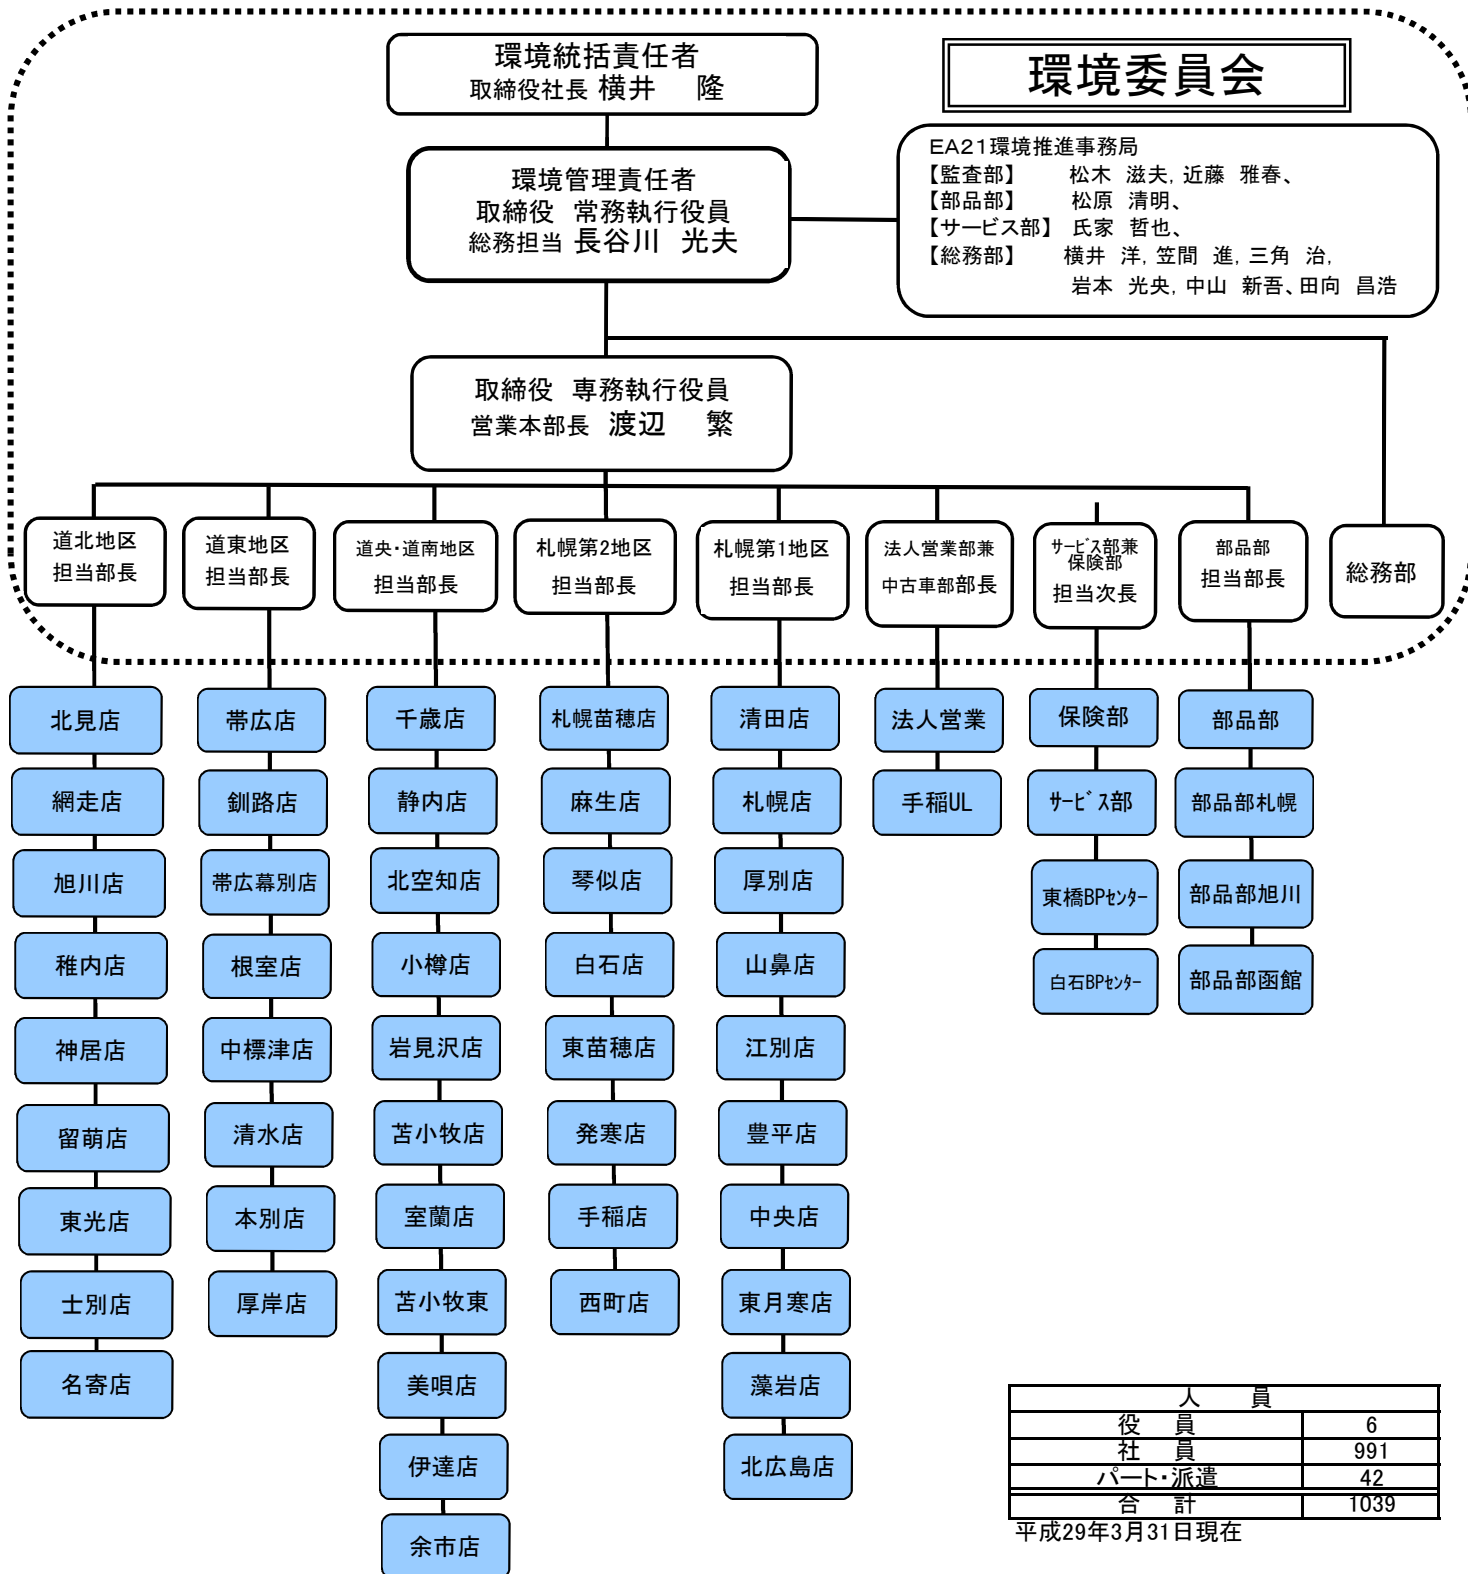 環境統括責任者
取締役社長 横井　隆
環境委員会
環境管理責任者
取締役　常務執行役員
総務担当 長谷川　光夫
EA21環境推進事務局
【監査部】　松木　滋夫, 近藤　雅春、
【部品部】　松原　清明、
【サービス部】　氏家　哲也、
【総務部】　横井　洋, 笠間　進, 三角　治,
岩本　光央, 中山　新吾、田向　昌浩
取締役　専務執行役員
営業本部長　渡辺　繁
道北地区
担当部長
道東地区
担当部長
道央・道南地区
担当部長
札幌第2地区
担当部長
札幌第1地区
担当部長
法人営業部兼
中古車部部長
ｻｰﾋﾞｽ部兼
保険部
担当次長
部品部
担当部長
総務部
北見店
網走店
旭川店
稚内店
神居店
留萌店
東光店
士別店
名寄店
帯広店
釧路店
帯広幕別店
根室店
中標津店
清水店
本別店
厚岸店
千歳店
静内店
北空知店
小樽店
岩見沢店
苫小牧店
室蘭店
苫小牧東
美唄店
伊達店
余市店
札幌苗穂店
麻生店
琴似店
白石店
東苗穂店
発寒店
手稲店
西町店
清田店
札幌店
厚別店
山鼻店
江別店
豊平店
中央店
東月寒店
藻岩店
北広島店
法人営業
手稲UL
保険部
ｻｰﾋﾞｽ部
東橋BPｾﾝﾀｰ
白石BPｾﾝﾀｰ
部品部
部品部札幌
部品部旭川
部品部函館
人　員
役　員　6
社　員　991
パート・派遣　42
合　計　1039
平成29年3月31日現在